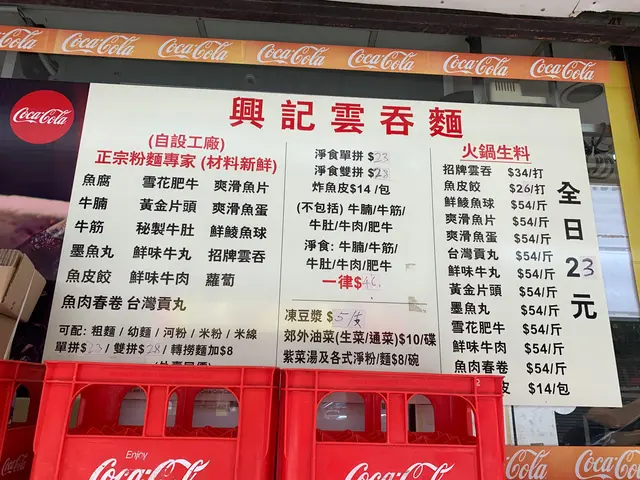 Coca-Cola Coca-Cola Coca-Cola Coca-Cola Coca-Cola Coca-Cola
Coca-Cola
興記雲吞麵
(自設工廠)
正宗粉麵專家 (材料新鮮)
魚腐 雪花肥牛 爽滑魚片
牛腩 黃金片頭 爽滑魚蛋
牛筋 秘製牛肚 鮮鯪魚球
墨魚丸 鮮味牛丸 招牌雲吞
魚皮餃 鮮味牛肉 蘿蔔
魚肉春卷 台灣貢丸
可配: 粗麵 / 幼麵 / 河粉 / 米粉 / 米線
單拼$23 / 雙拼$28 / 轉撈麵加$8
淨食單拼 $23
淨食雙拼 $28
炸魚皮$14 /包
(不包括) 牛腩/牛筋/
牛肚/牛肉/肥牛
淨食: 牛腩/牛筋/
牛肚/牛肉/肥牛
一律$46.
凍豆漿 $5/支
郊外油菜(生菜/通菜)$10/碟
紫菜湯及各式淨粉/麵$8/碗
火鍋生料
招牌雲吞 $34/打
魚皮餃 $26/打
鮮鯪魚球 $54/斤
爽滑魚片 $54/斤
爽滑魚蛋 $54/斤
台灣貢丸 $54/斤
鮮味牛丸 $54/斤
黃金片頭 $54/斤
墨魚丸 $54/斤
雪花肥牛 $54/斤
鮮味牛肉 $54/斤
魚肉春卷 $54/斤
皮 $14/包
全日23元
Enjoy
Coca-Cola
Coca-Cola
Coca-Cola
Coca-Cola Coca-Cola